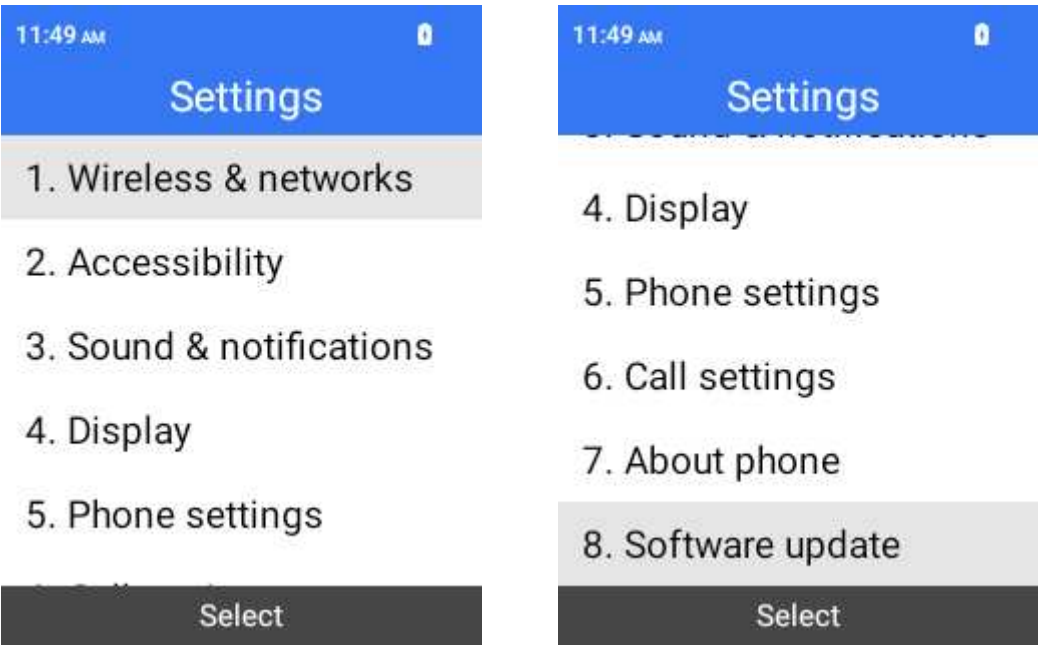 11:49 AM
Settings
1. Wireless & networks
2. Accessibility
3. Sound & notifications
4. Display
5. Phone settings
Select
11:49 AM
Settings
4. Display
5. Phone settings
6. Call settings
7. About phone
8. Software update
Select